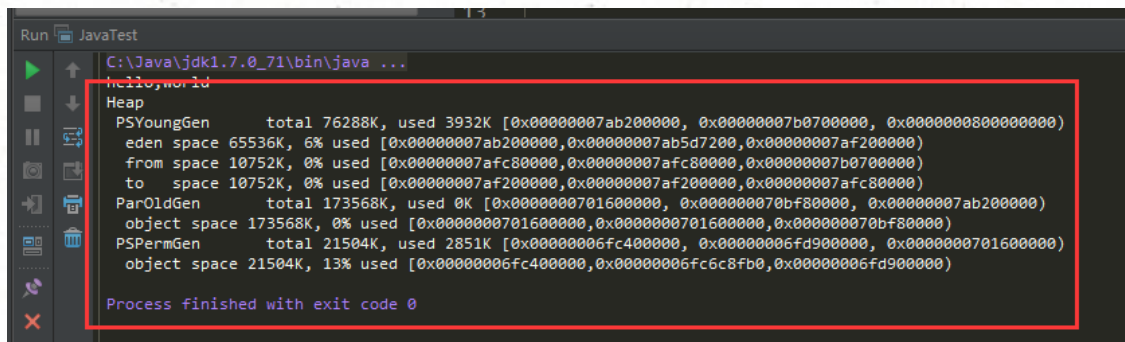 13
Run JavaTest
C:\Java\jdk1.7.0_71\bin\java ...
hello,world
Heap
PSYoungGen total 76288K, used 3932K [0x00000007ab200000, 0x00000007b0700000, 0x0000000800000000)
eden space 65536K, 6% used [0x00000007ab200000,0x00000007ab5d7200,0x00000007af200000)
from space 10752K, 0% used [0x00000007afc80000,0x00000007afc80000,0x00000007b0700000)
to space 10752K, 0% used [0x00000007af200000,0x00000007af200000,0x00000007afc80000)
ParOldGen total 173568K, used 0K [0x0000000701600000, 0x000000070bf80000, 0x00000007ab200000)
object space 173568K, 0% used [0x0000000701600000,0x0000000701600000,0x000000070bf80000)
PSPermGen total 21504K, used 2851K [0x00000006fc400000, 0x00000006fd900000, 0x0000000701600000)
object space 21504K, 13% used [0x00000006fc400000,0x00000006fc6c8fb0,0x00000006fd900000)
Process finished with exit code 0